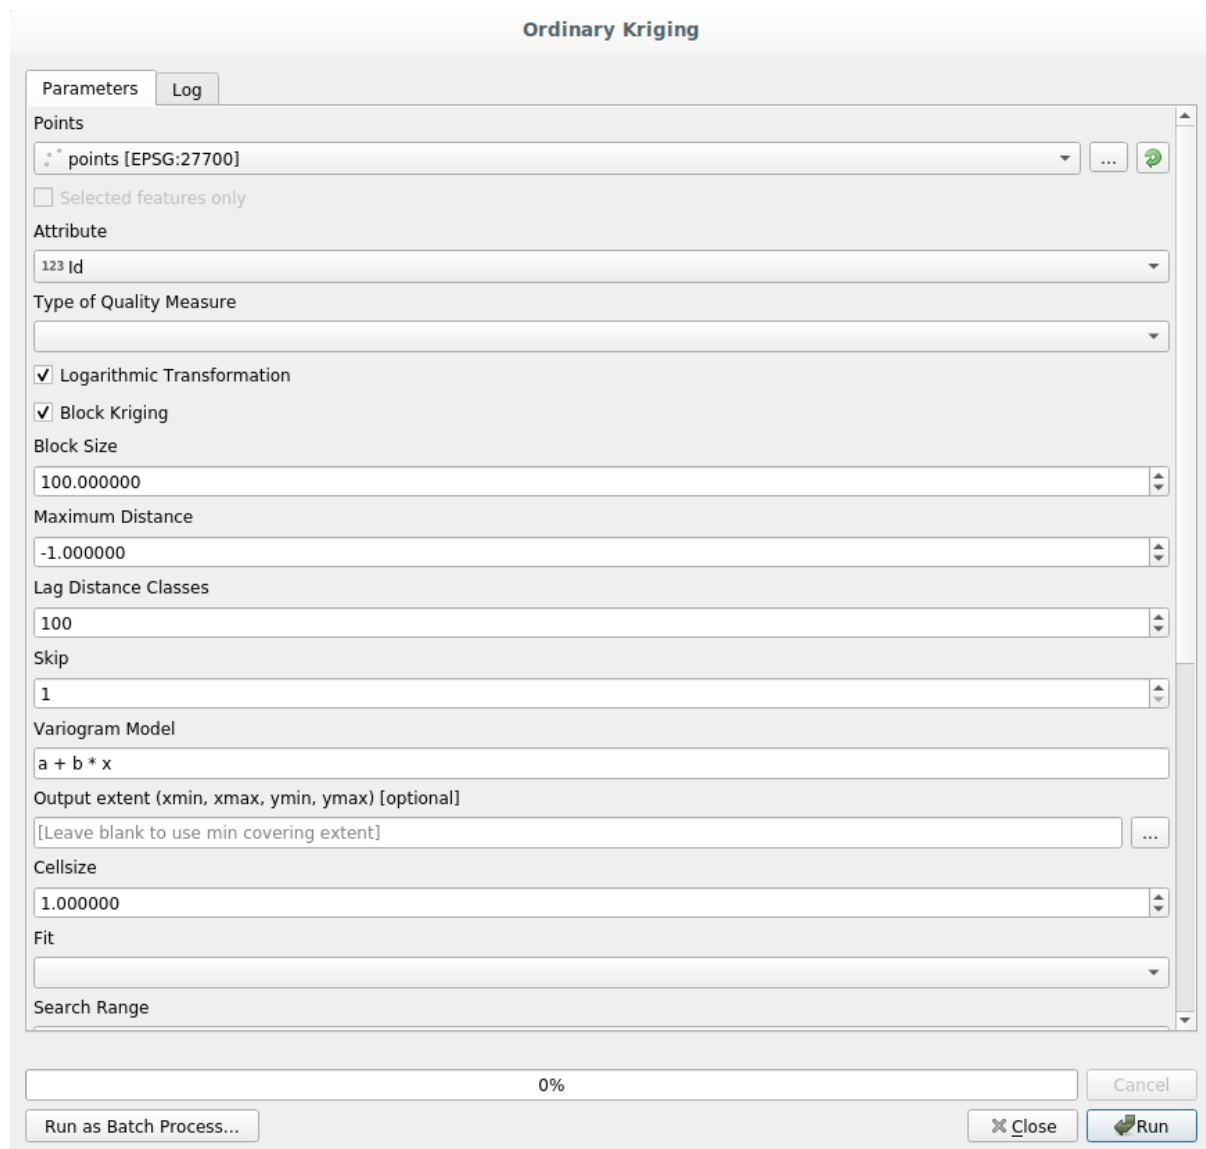 Ordinary Kriging
Parameters
Log
Points
points [EPSG:27700]
...
Selected features only
Attribute
123 Id
Type of Quality Measure
Logarithmic Transformation
Block Kriging
Block Size
100.000000
Maximum Distance
-1.000000
Lag Distance Classes
100
Skip
1
Variogram Model
a + b * x
Output extent (xmin, xmax, ymin, ymax) [optional]
[Leave blank to use min covering extent]
...
Cellsize
1.000000
Fit
Search Range
0%
Cancel
Run as Batch Process...
Close
Run